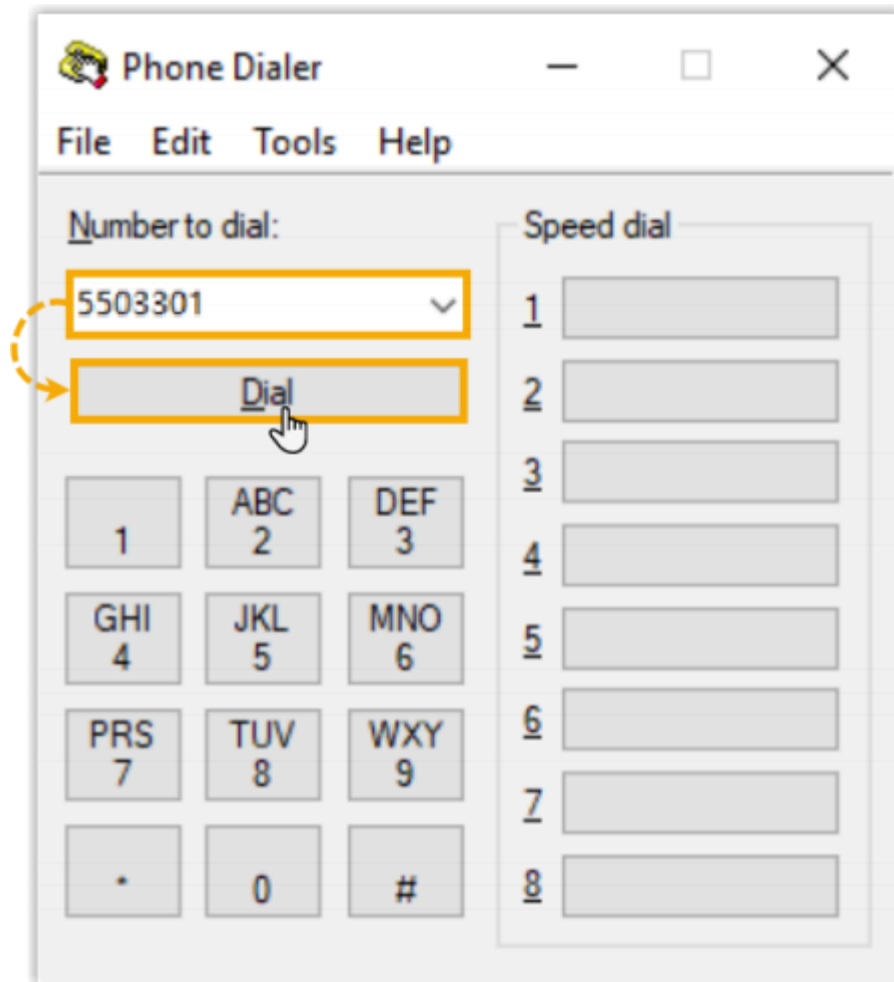 Phone Dialer
File Edit Tools Help
Number to dial:
5503301
Dial
1
ABC
2
DEF
3
GHI
4
JKL
5
MNO
6
PRS
7
TUV
8
WXY
9
*
0
#
Speed dial
1
2
3
4
5
6
7
8